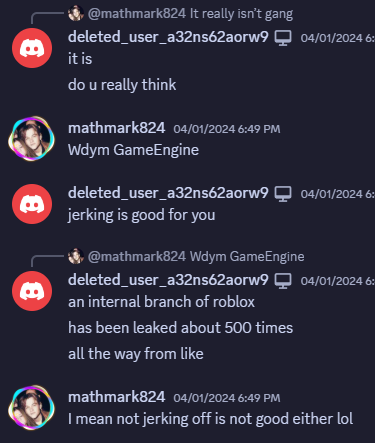 @mathmark824 It really isn't gang
deleted_user_a32ns62aorw9 04/01/2024 6:
it is
do u really think
mathmark824 04/01/2024 6:49 PM
Wdym GameEngine
deleted_user_a32ns62aorw9 04/01/2024 6:
jerking is good for you
@mathmark824 Wdym GameEngine
deleted_user_a32ns62aorw9 04/01/2024 6:
an internal branch of roblox
has been leaked about 500 times
all the way from like
mathmark824 04/01/2024 6:49 PM
I mean not jerking off is not good either lol